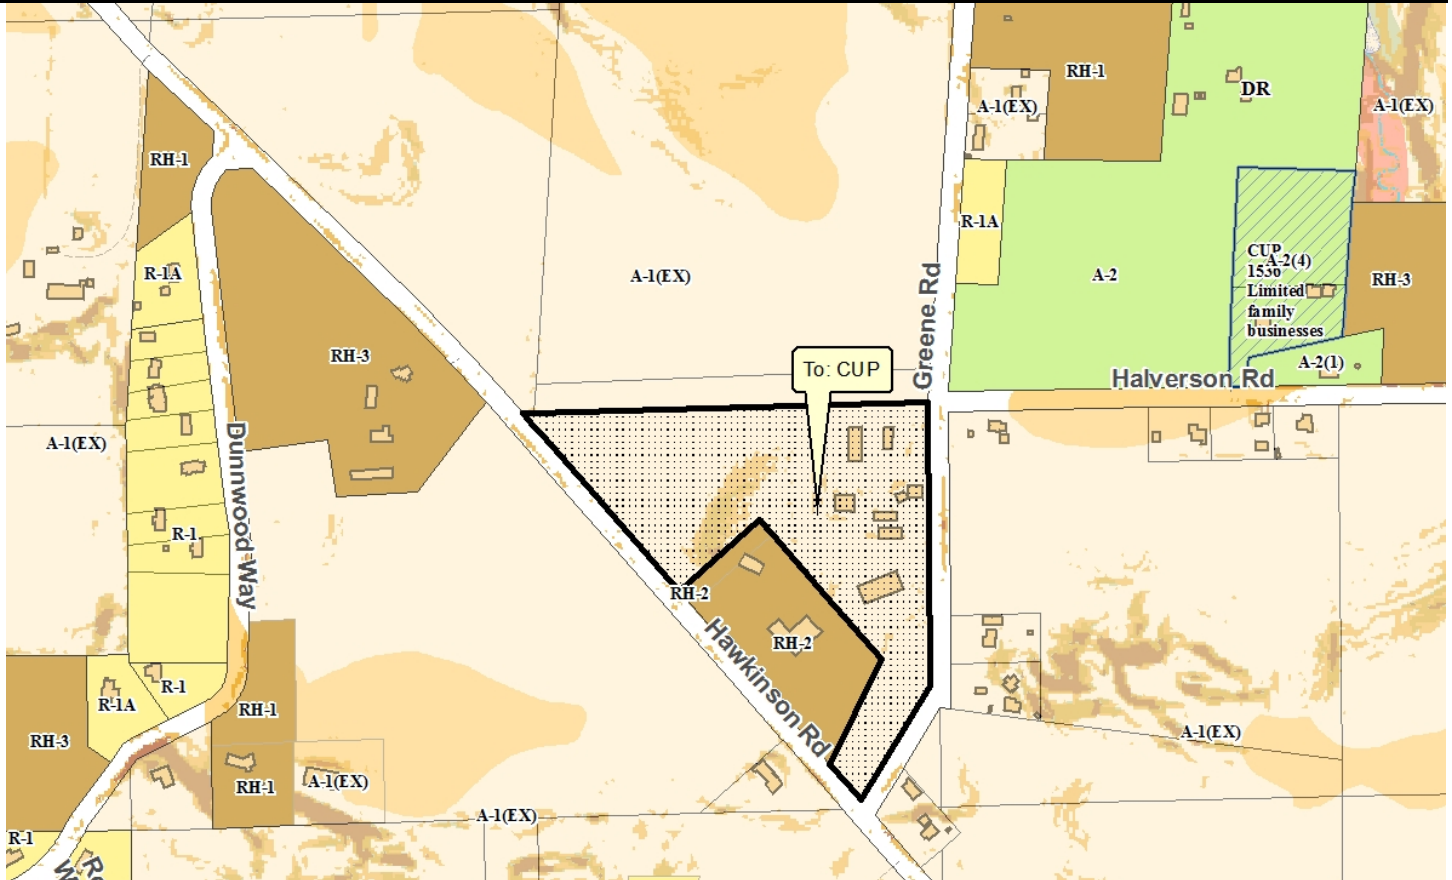 RH-1
DR
A-1(EX)
A-1(EX)
RH-1
R-1A
R-1A
A-1(EX)
A-2
CUP
1536
Limited
family
businesses
A-2(4)
RH-3
Greene Rd
RH-3
To: CUP
Halverson Rd
A-2(1)
A-1(EX)
Dunnwood Way
R-1
RH-2
RH-2
Hawkinson Rd
R-1
R-1A
RH-1
A-1(EX)
RH-3
RH-1
A-1(EX)
A-1(EX)
R-1